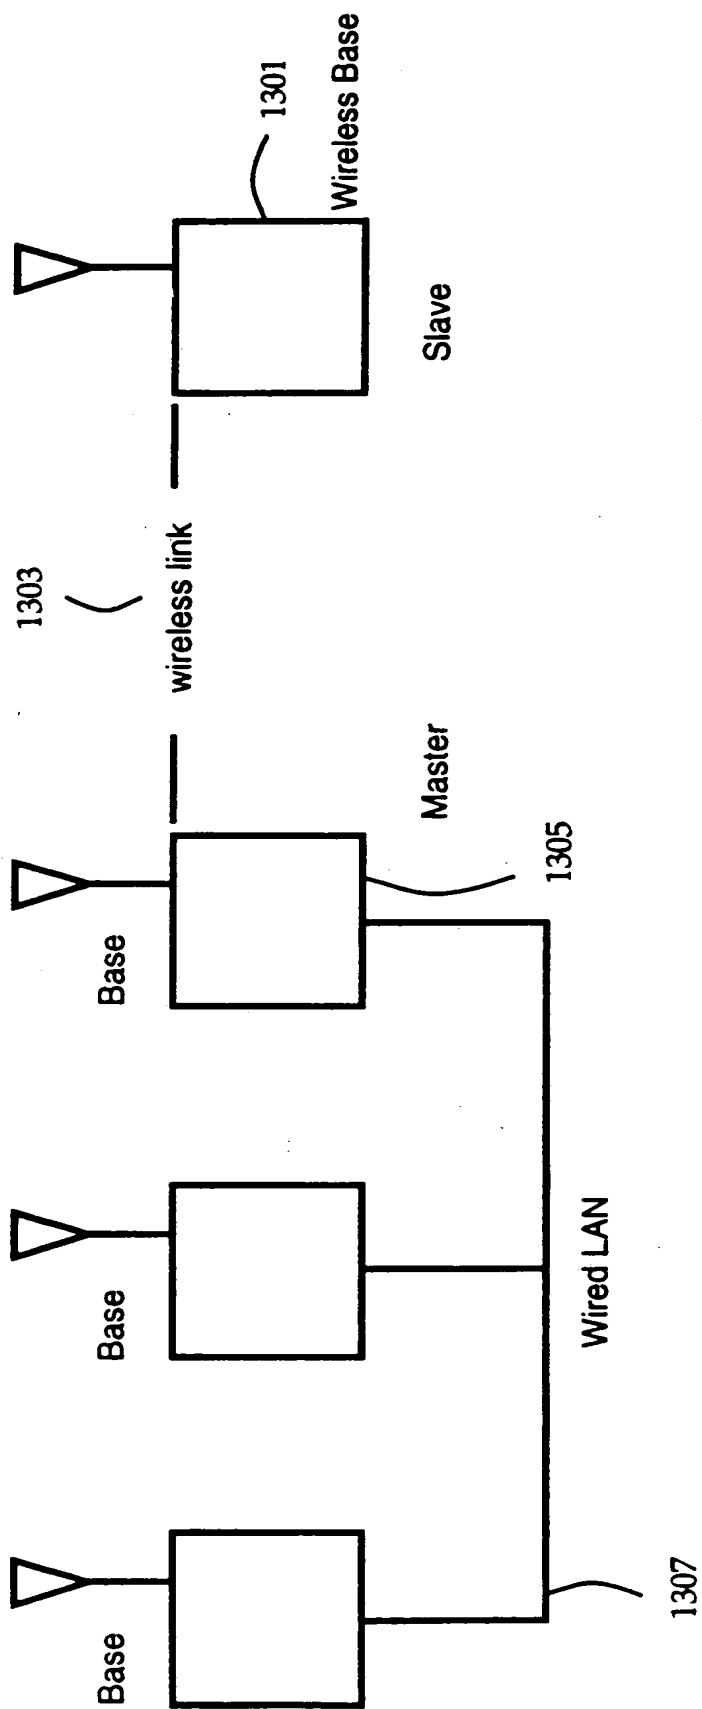 Base
Base
Base
1303
wireless link
1301
Wireless Base
Slave
Master
1305
Wired LAN
1307